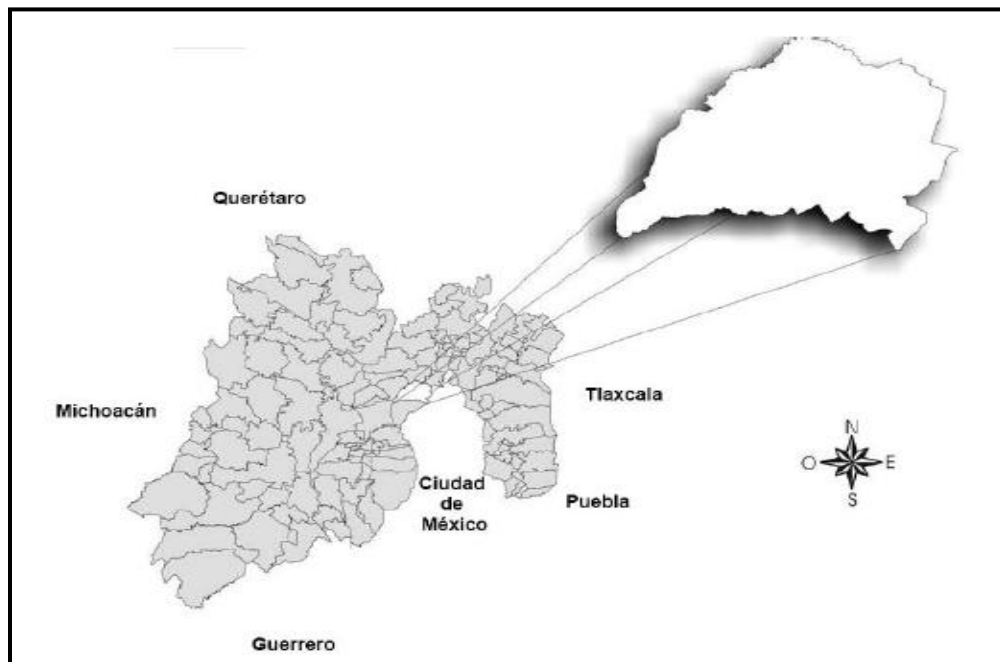 Querétaro
Michoacán
Tlaxcala
Ciudad
de
México
Puebla
Guerrero
N
O
E
S